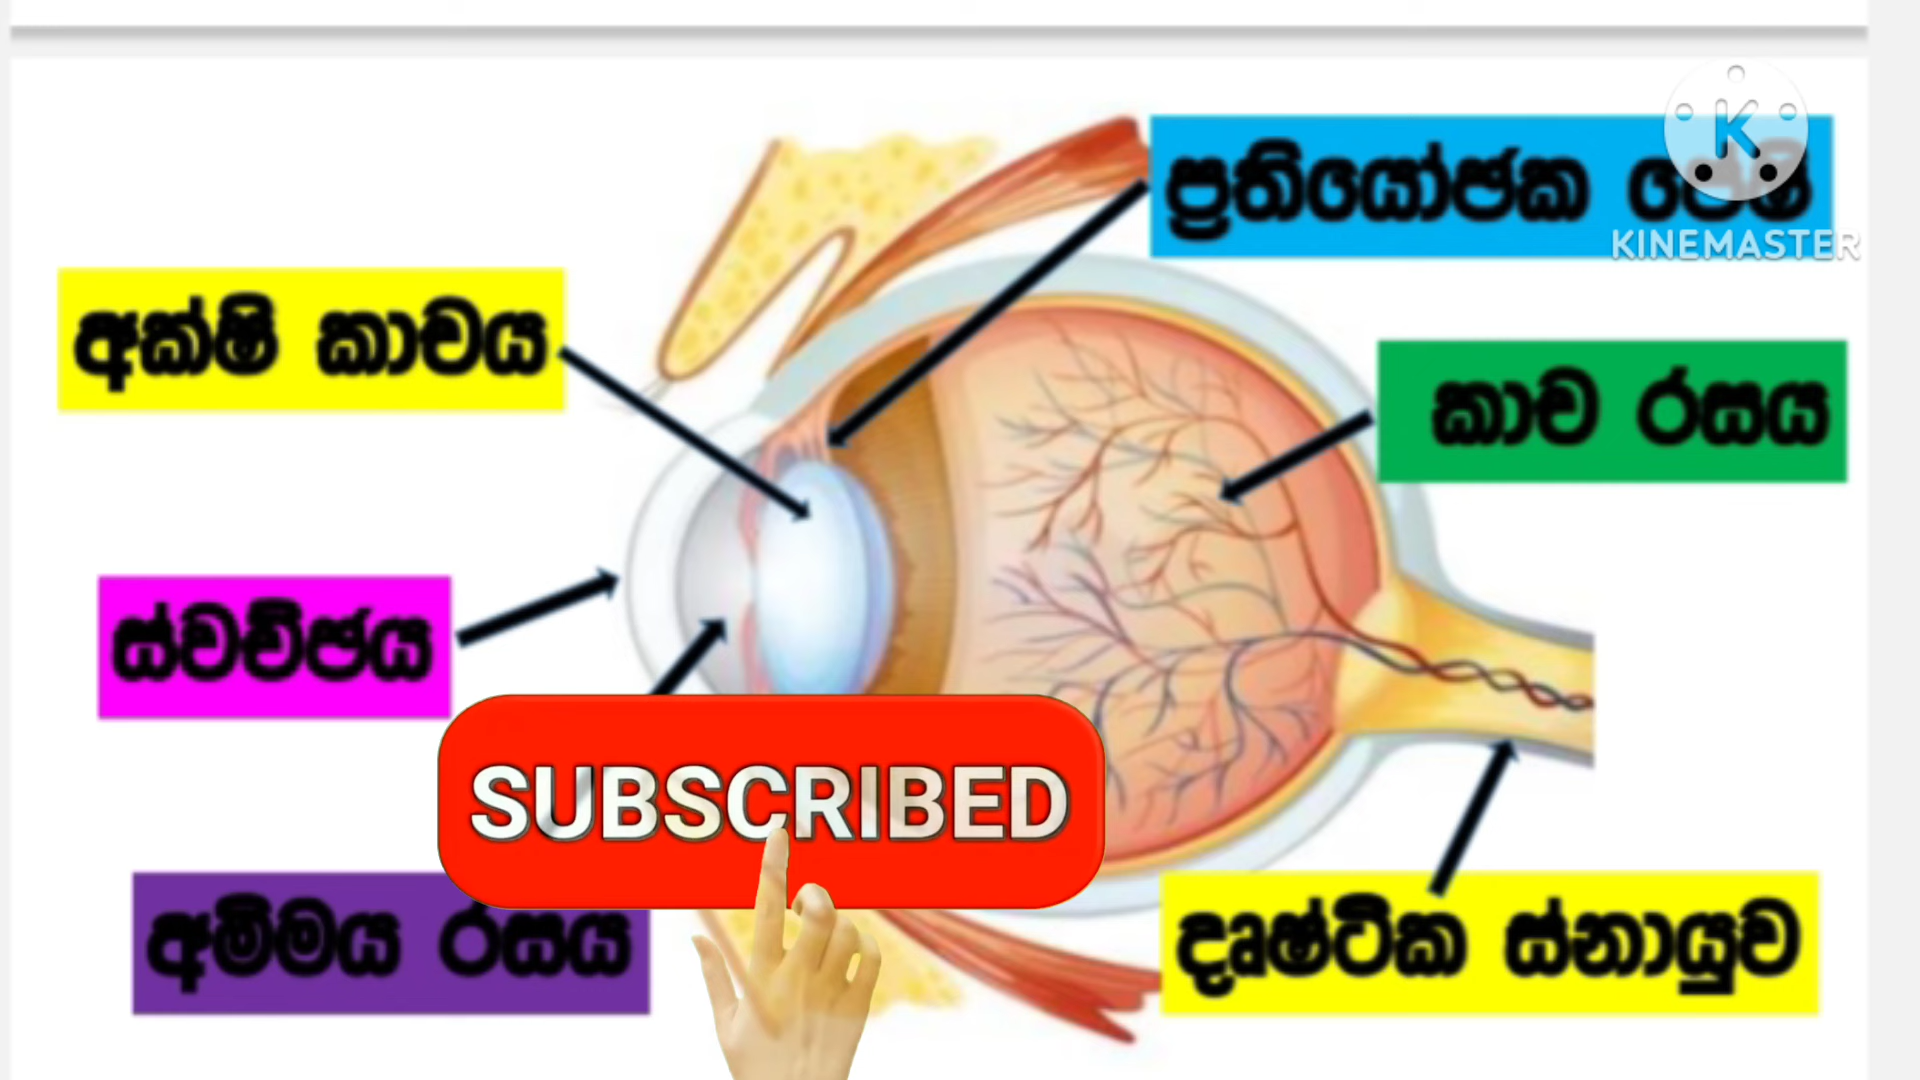 ප්‍රතියෝජක
K
KINEMASTER
අක්ෂි කාචය
කාච රසය
ස්වච්ඡය
SUBSCRIBED
අම්මය රසය
දෘෂ්ටික ස්නායුව